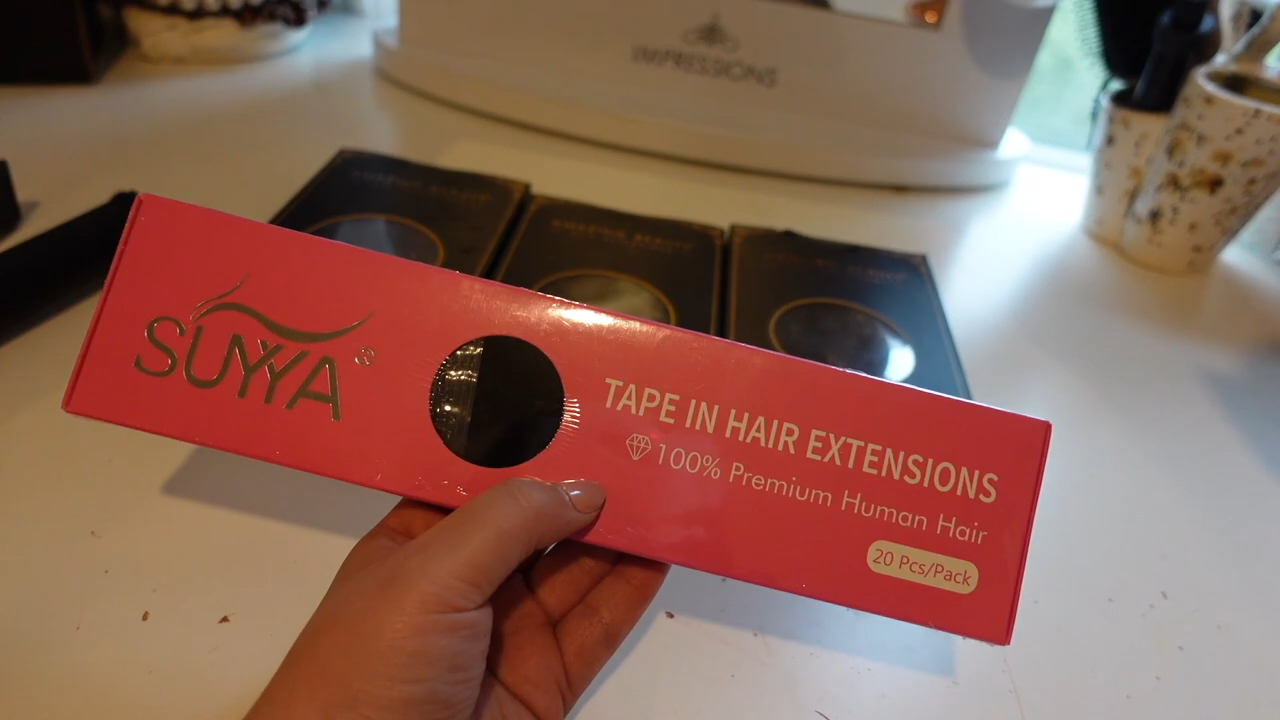 IMPRESSIONS
SUYYA®
TAPE IN HAIR EXTENSIONS
100% Premium Human Hair
20 Pcs/Pack